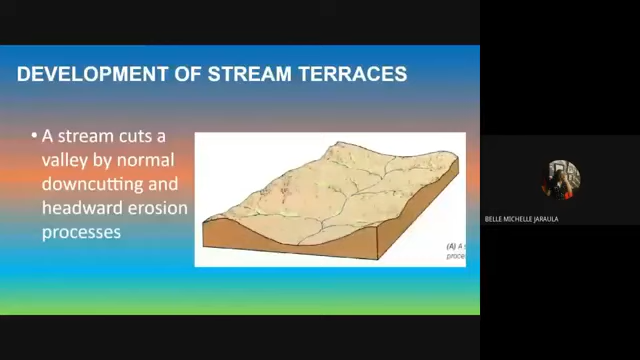 DEVELOPMENT OF STREAM TERRACES
• A stream cuts a
valley by normal
downcutting and
headward erosion
processes
(A) A
BELLE MICHELLE JARAULA